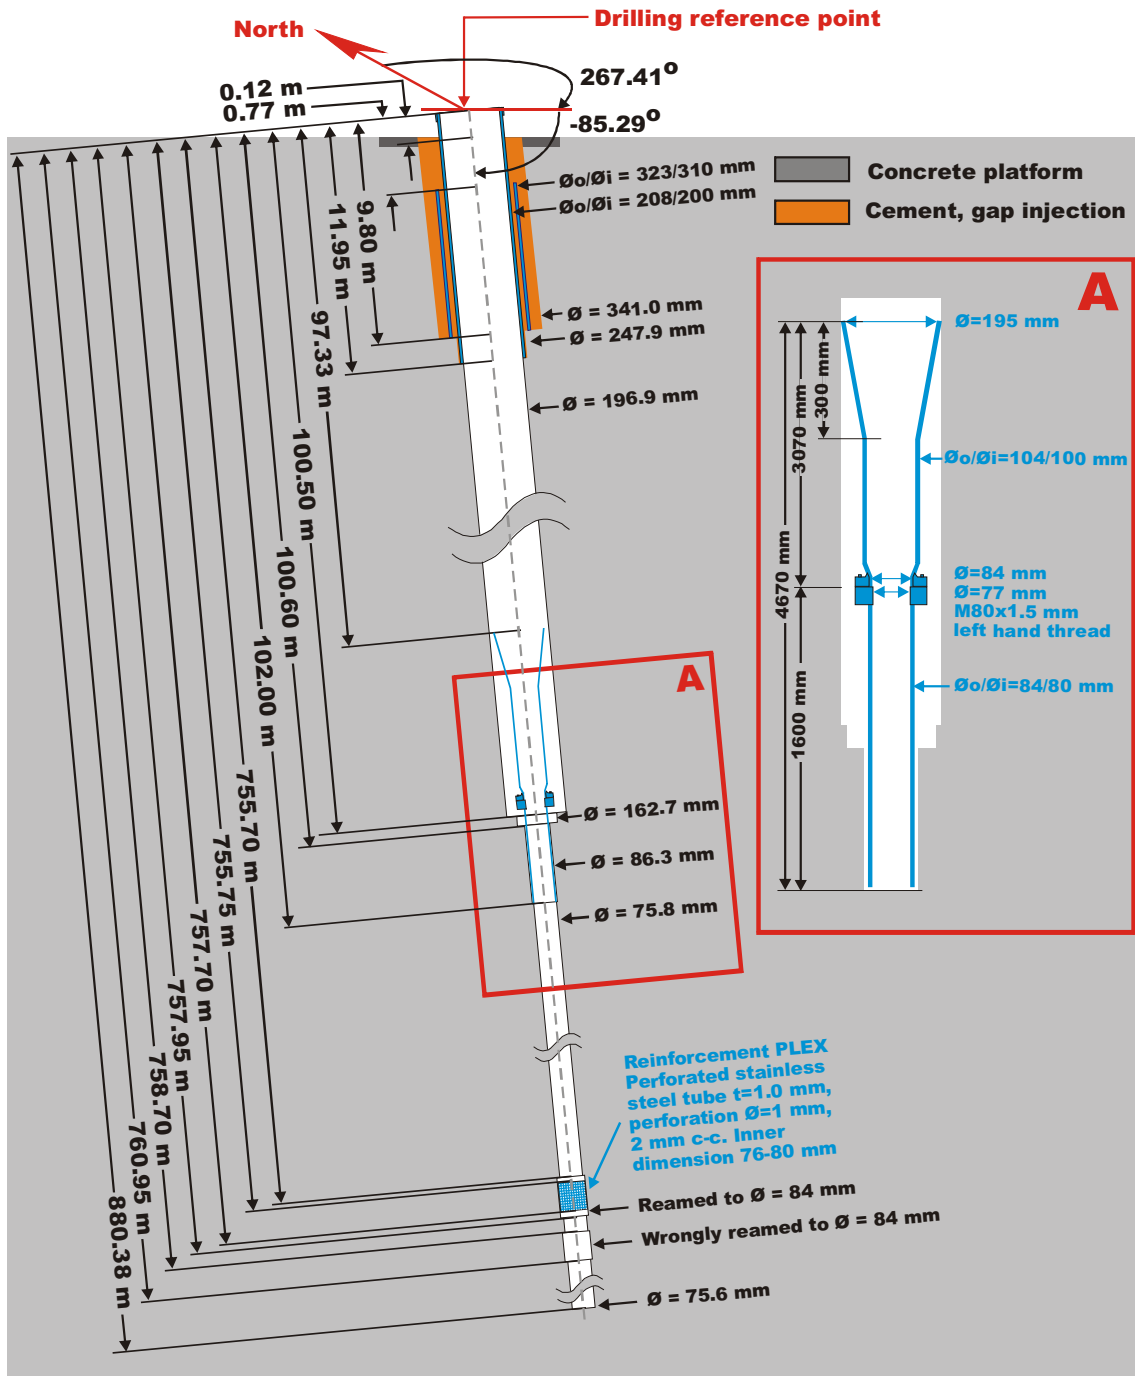 North
Drilling reference point
267.41°
0.12 m
0.77 m
-85.29°
Concrete platform
Cement, gap injection
Øo/Øi = 323/310 mm
Øo/Øi = 208/200 mm
9.80 m
11.95 m
97.33 m
100.50 m
100.60 m
102.00 m
755.70 m
755.75 m
757.70 m
757.95 m
758.70 m
760.95 m
880.38 m
Ø = 341.0 mm
Ø = 247.9 mm
Ø = 196.9 mm
A
Ø = 162.7 mm
Ø = 86.3 mm
Ø = 75.8 mm
Reinforcement PLEX
Perforated stainless
steel tube t=1.0 mm,
perforation Ø=1 mm,
2 mm c-c. Inner
dimension 76-80 mm
Reamed to Ø = 84 mm
Wrongly reamed to Ø = 84 mm
Ø = 75.6 mm
A
Ø=195 mm
300 mm
3070 mm
4670 mm
1600 mm
Øo/Øi=104/100 mm
Ø=84 mm
Ø=77 mm
M80x1.5 mm
left hand thread
Øo/Øi=84/80 mm